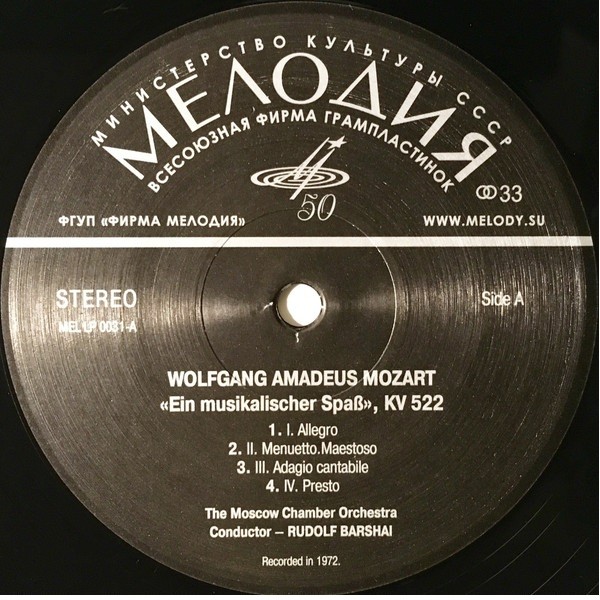 МИНИСТЕРСТВО КУЛЬТУРЫ СССР
МЕЛОДИЯ
ВСЕСОЮЗНАЯ ФИРМА ГРАМПЛАСТИНОК
50
33
ФГУП «ФИРМА МЕЛОДИЯ»
WWW.MELODY.SU
STEREO
Side A
MEL LP 0031-A
WOLFGANG AMADEUS MOZART
«Ein musikalischer Spaß», KV 522
1. I. Allegro
2. II. Menuetto.Maestoso
3. III. Adagio cantabile
4. IV. Presto
The Moscow Chamber Orchestra
Conductor – RUDOLF BARSHAI
Recorded in 1972.